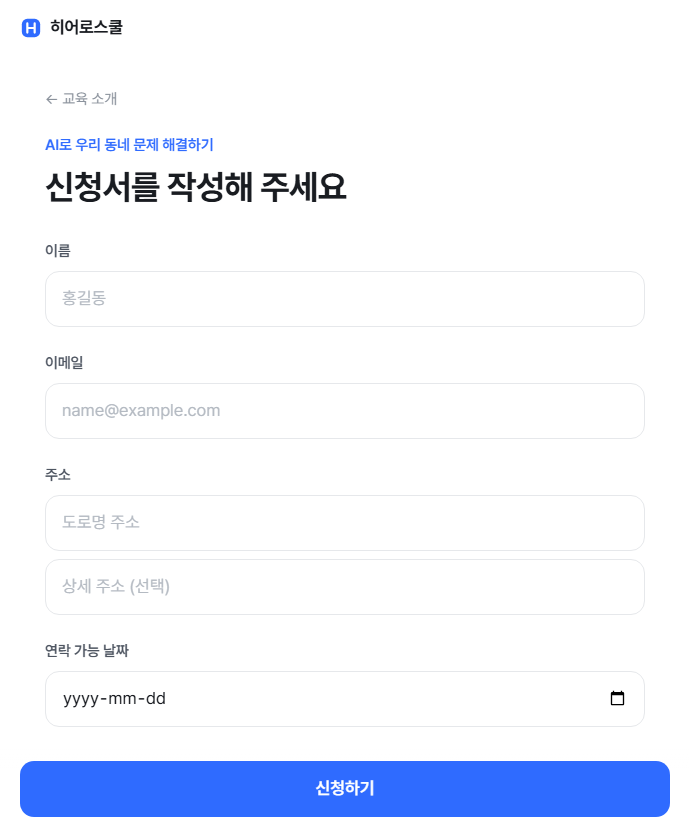 H 히어로스쿨
← 교육 소개
AI로 우리 동네 문제 해결하기
신청서를 작성해 주세요
이름
홍길동
이메일
name@example.com
주소
도로명 주소
상세 주소 (선택)
연락 가능 날짜
yyyy-mm-dd
신청하기